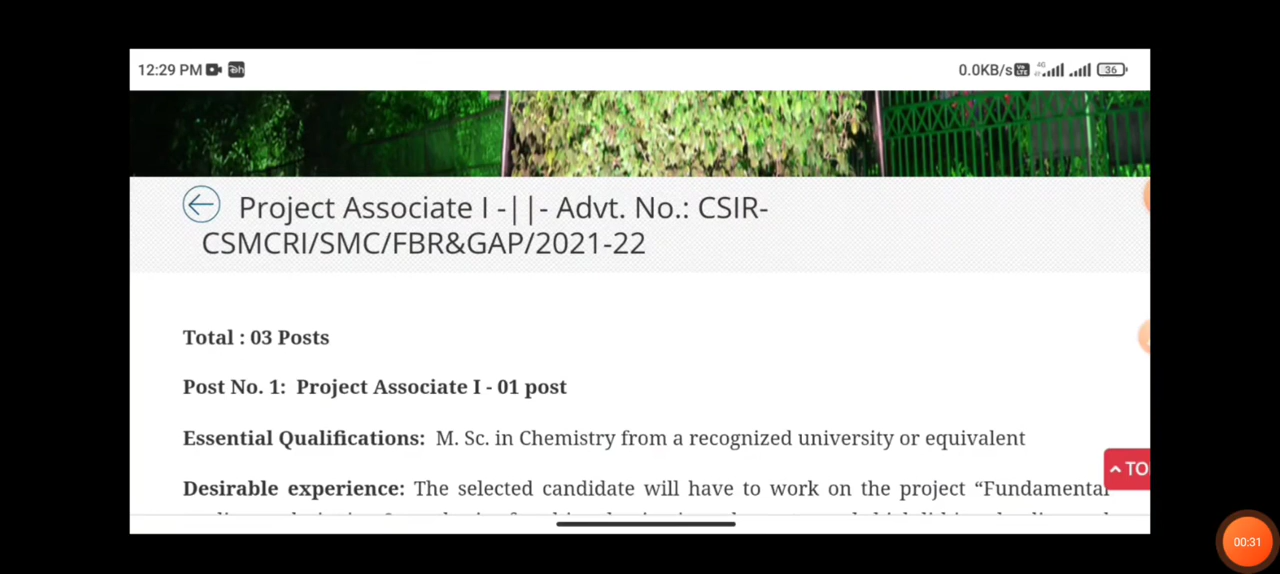 12:29 PM
0.0KB/s 4G 36
Project Associate I -||- Advt. No.: CSIR-
CSMCRI/SMC/FBR&GAP/2021-22
Total : 03 Posts
Post No. 1: Project Associate I - 01 post
Essential Qualifications: M. Sc. in Chemistry from a recognized university or equivalent
TO
Desirable experience: The selected candidate will have to work on the project “Fundamental
00:31